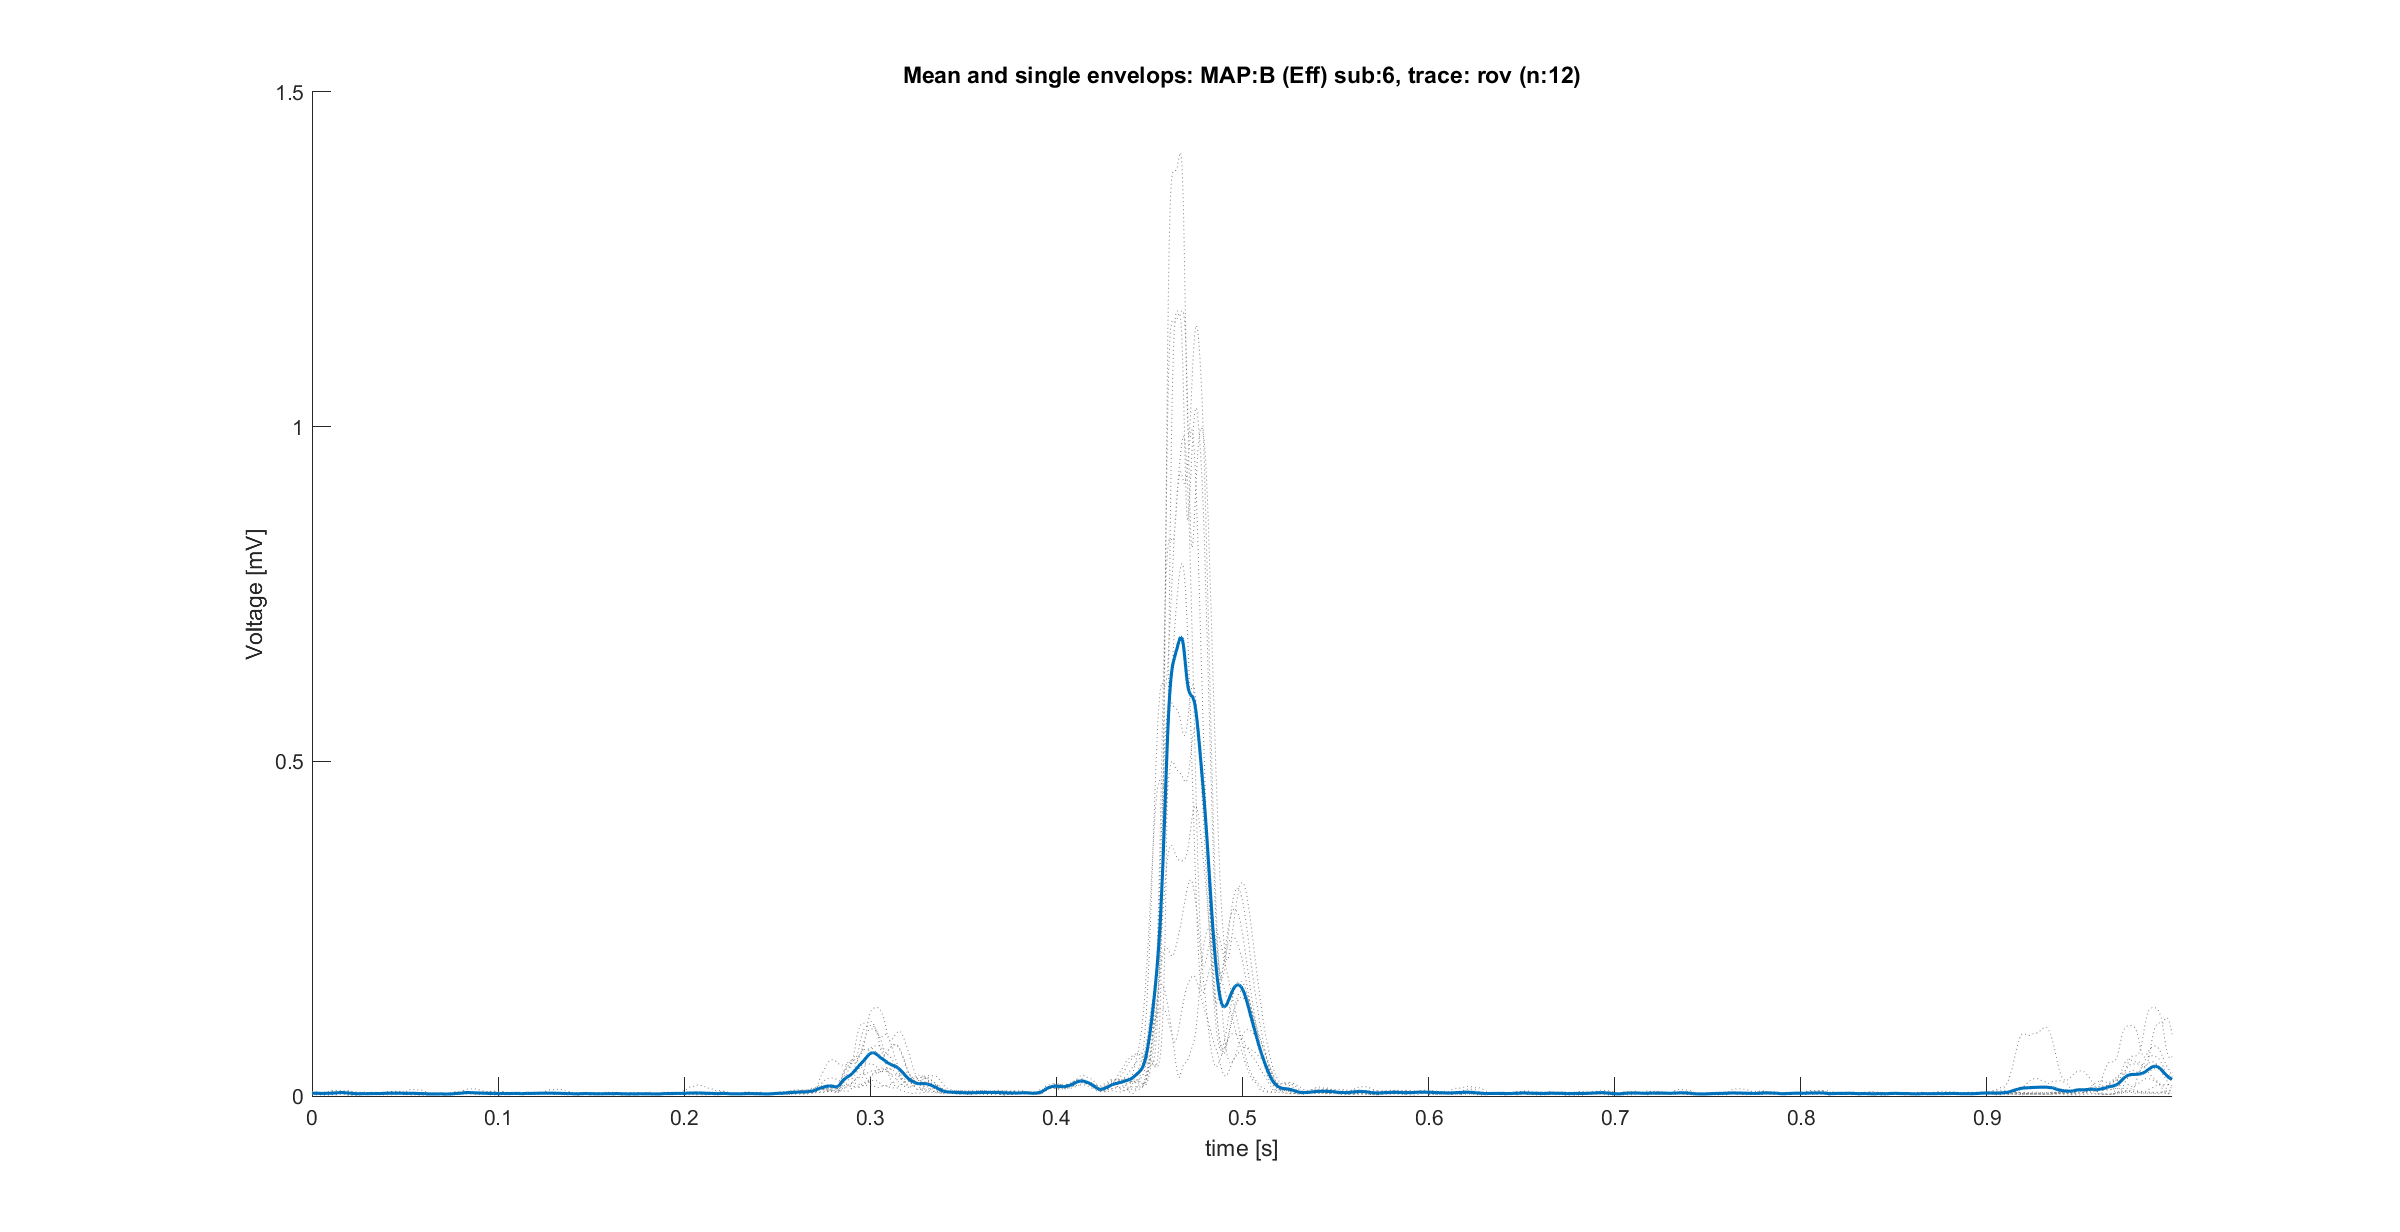 Mean and single envelops: MAP:B (Eff) sub:6, trace: rov (n:12)
1.5
1
0.5
0
Voltage [mV]
0 0.1 0.2 0.3 0.4 0.5 0.6 0.7 0.8 0.9
time [s]